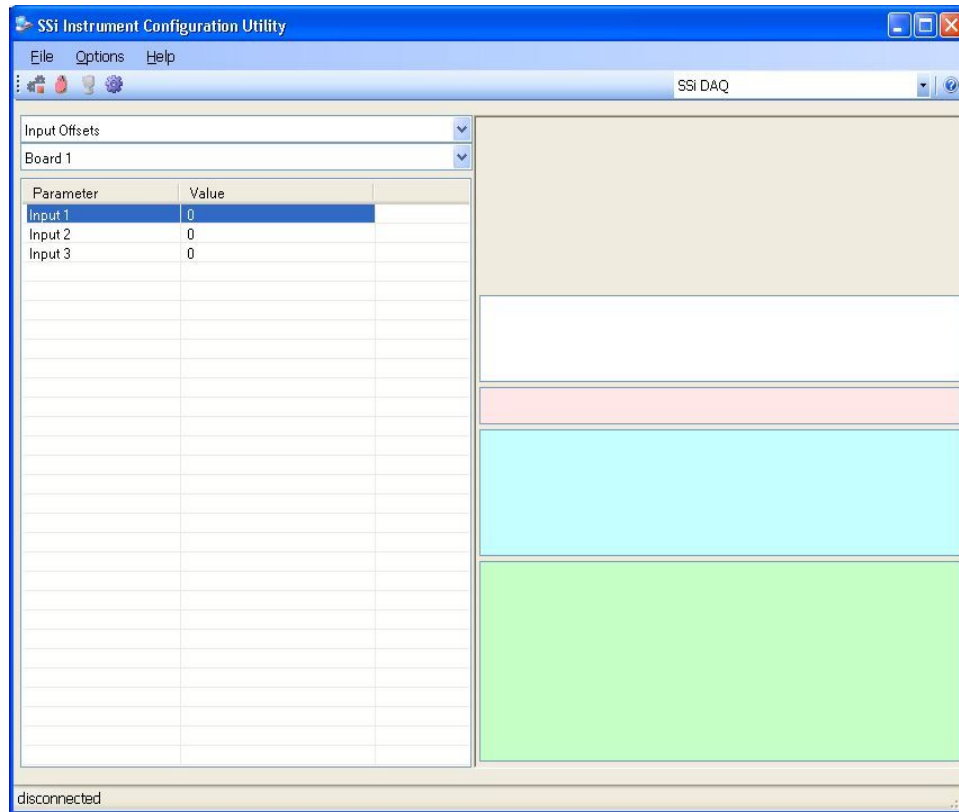 SSi Instrument Configuration Utility
File Options Help
SSi DAQ
Input Offsets
Board 1
Parameter Value
Input 1 0
Input 2 0
Input 3 0
disconnected